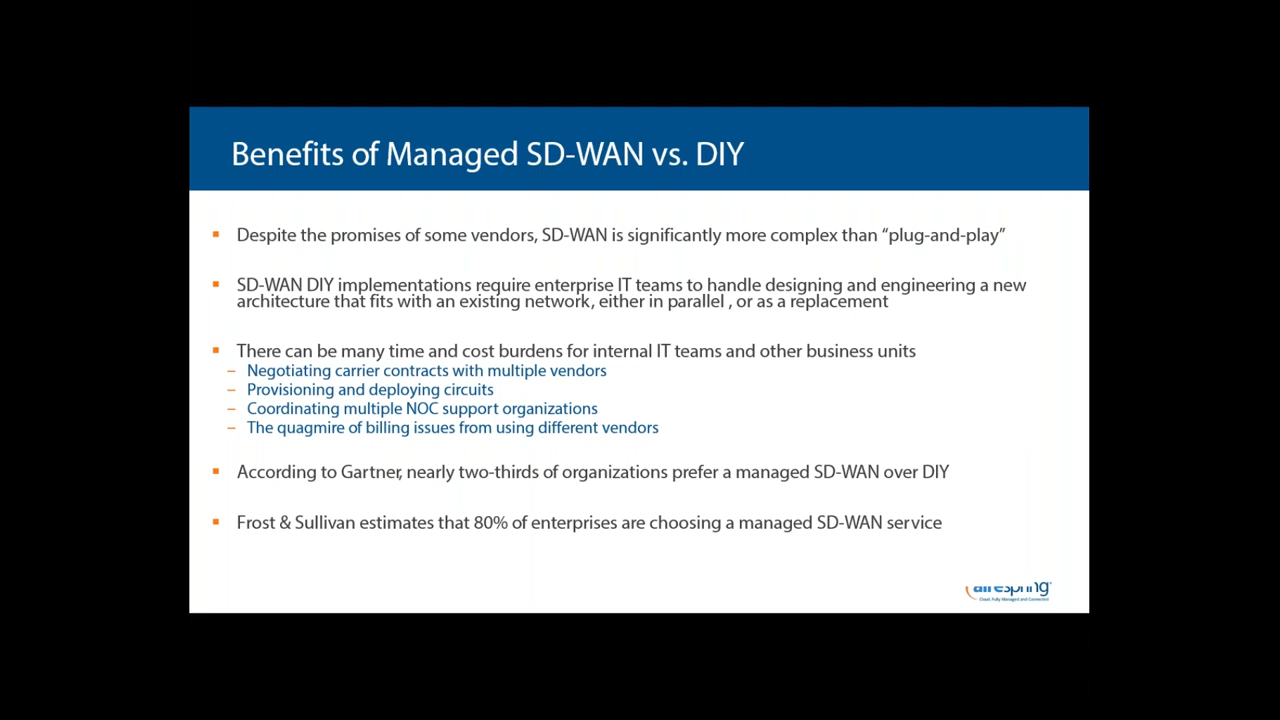 Benefits of Managed SD-WAN vs. DIY
Despite the promises of some vendors, SD-WAN is significantly more complex than “plug-and-play”
SD-WAN DIY implementations require enterprise IT teams to handle designing and engineering a new
architecture that fits with an existing network, either in parallel , or as a replacement
There can be many time and cost burdens for internal IT teams and other business units
– Negotiating carrier contracts with multiple vendors
– Provisioning and deploying circuits
– Coordinating multiple NOC support organizations
– The quagmire of billing issues from using different vendors
According to Gartner, nearly two-thirds of organizations prefer a managed SD-WAN over DIY
Frost & Sullivan estimates that 80% of enterprises are choosing a managed SD-WAN service
airespring
Cloud. Fully Managed and Connected